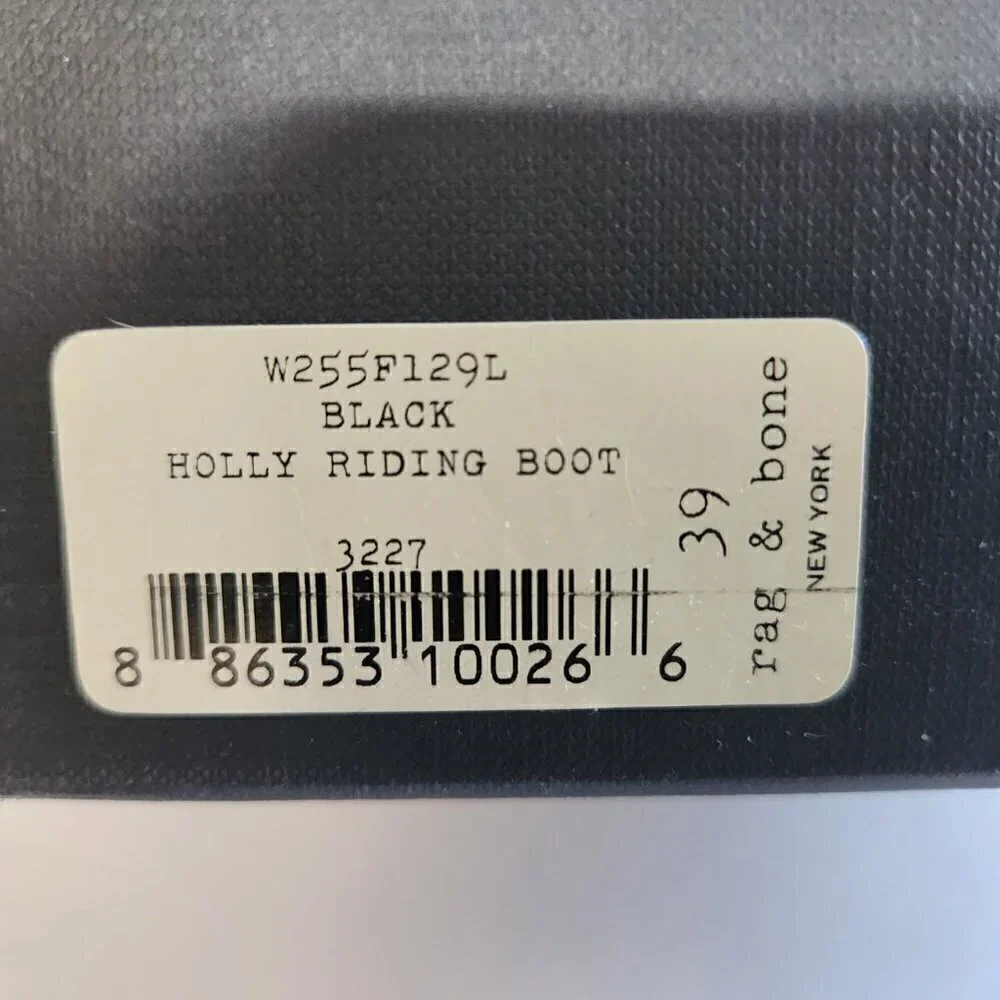 W255F129L
BLACK
HOLLY RIDING BOOT
3227
8 86353 10026 6
39
rag & bone
NEW YORK